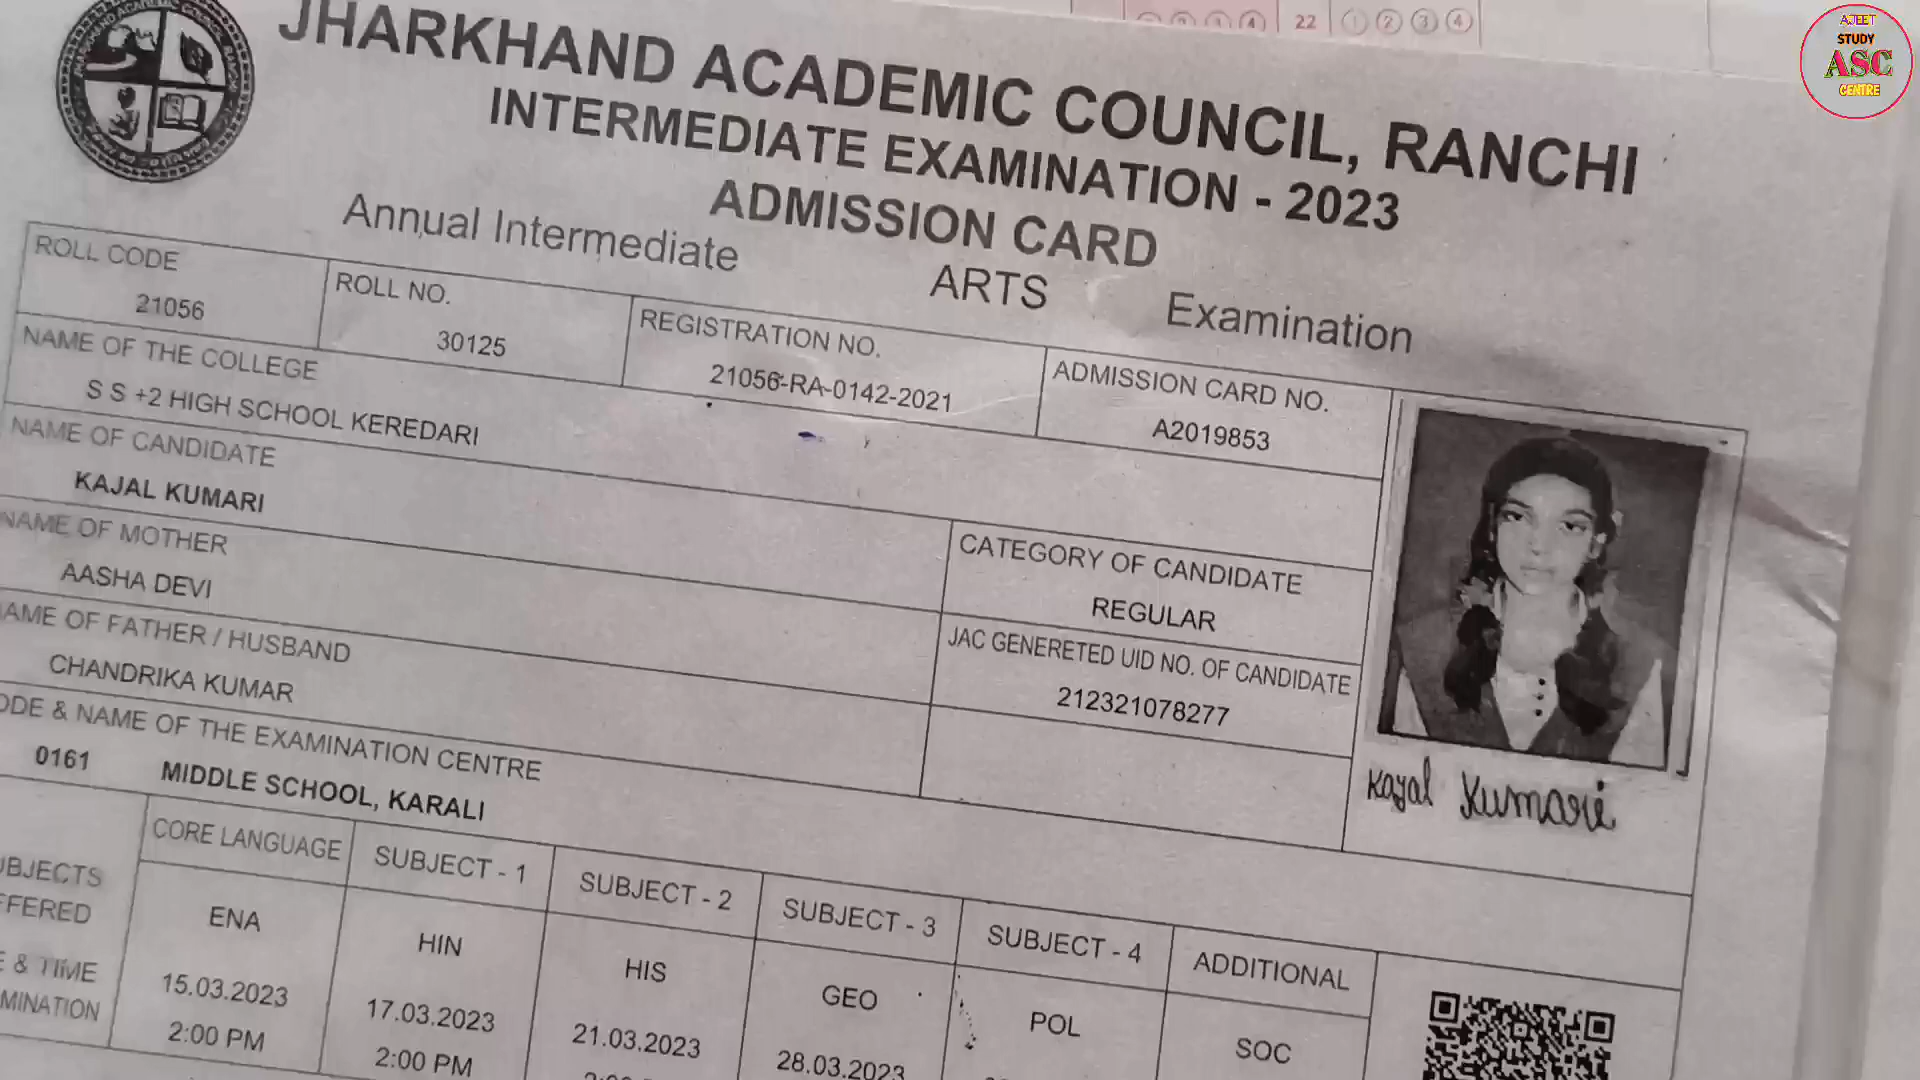 22 1 2 3 4
AJEET
STUDY
ASC
CENTRE
JHARKHAND ACADEMIC COUNCIL, RANCHI
INTERMEDIATE EXAMINATION - 2023
ADMISSION CARD
Annual Intermediate ARTS Examination
ROLL CODE ROLL NO. REGISTRATION NO. ADMISSION CARD NO.
21056 30125 21056-RA-0142-2021 A2019853
NAME OF THE COLLEGE
S S +2 HIGH SCHOOL KEREDARI
NAME OF CANDIDATE
KAJAL KUMARI
CATEGORY OF CANDIDATE
REGULAR
NAME OF MOTHER
AASHA DEVI
JAC GENERETED UID NO. OF CANDIDATE
212321078277
AME OF FATHER / HUSBAND
CHANDRIKA KUMAR
ODE & NAME OF THE EXAMINATION CENTRE
0161 MIDDLE SCHOOL, KARALI
Kajal Kumari
UBJECTS
FFERED
CORE LANGUAGE SUBJECT - 1 SUBJECT - 2 SUBJECT - 3 SUBJECT - 4 ADDITIONAL
ENA HIN HIS GEO POL SOC
E & TIME
MINATION
15.03.2023 17.03.2023 21.03.2023 28.03.2023
2:00 PM 2:00 PM